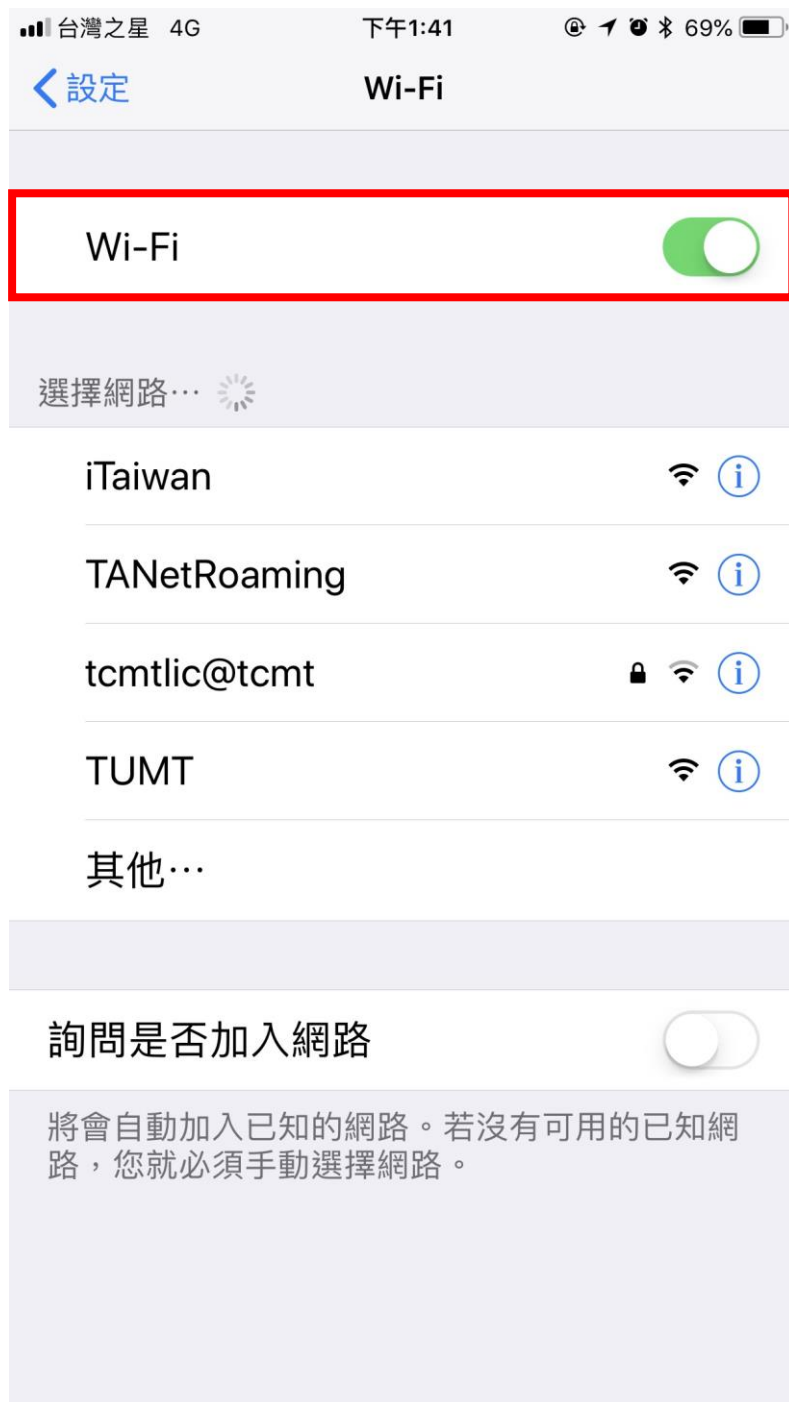 台灣之星 4G 下午1:41 69%
設定 Wi-Fi
Wi-Fi
選擇網路⋯
iTaiwan
TANetRoaming
tcmtlic@tcmt
TUMT
其他⋯
詢問是否加入網路
將會自動加入已知的網路。若沒有可用的已知網
路，您就必須手動選擇網路。